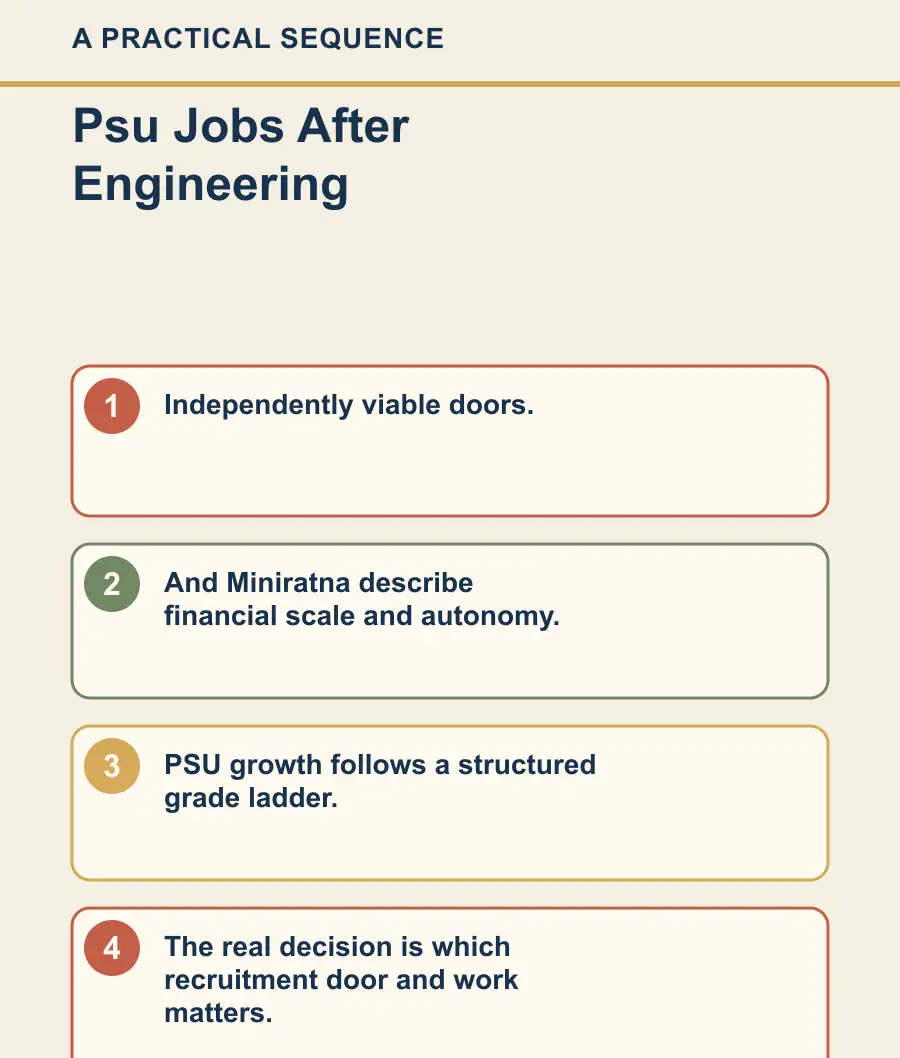 A PRACTICAL SEQUENCE
Psu Jobs After
Engineering
1
Independently viable doors.
2
And Miniratna describe
financial scale and autonomy.
3
PSU growth follows a structured
grade ladder.
4
The real decision is which
recruitment door and work
matters.